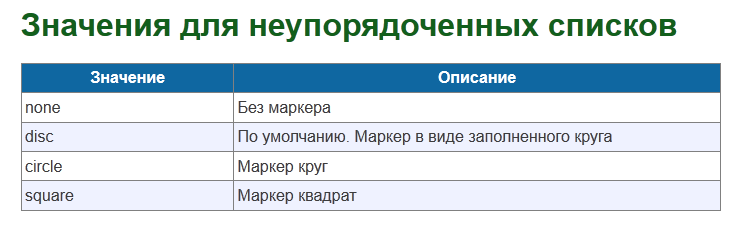 Значения для неупорядоченных списков
Значение Описание
none Без маркера
disc По умолчанию. Маркер в виде заполненного круга
circle Маркер круг
square Маркер квадрат